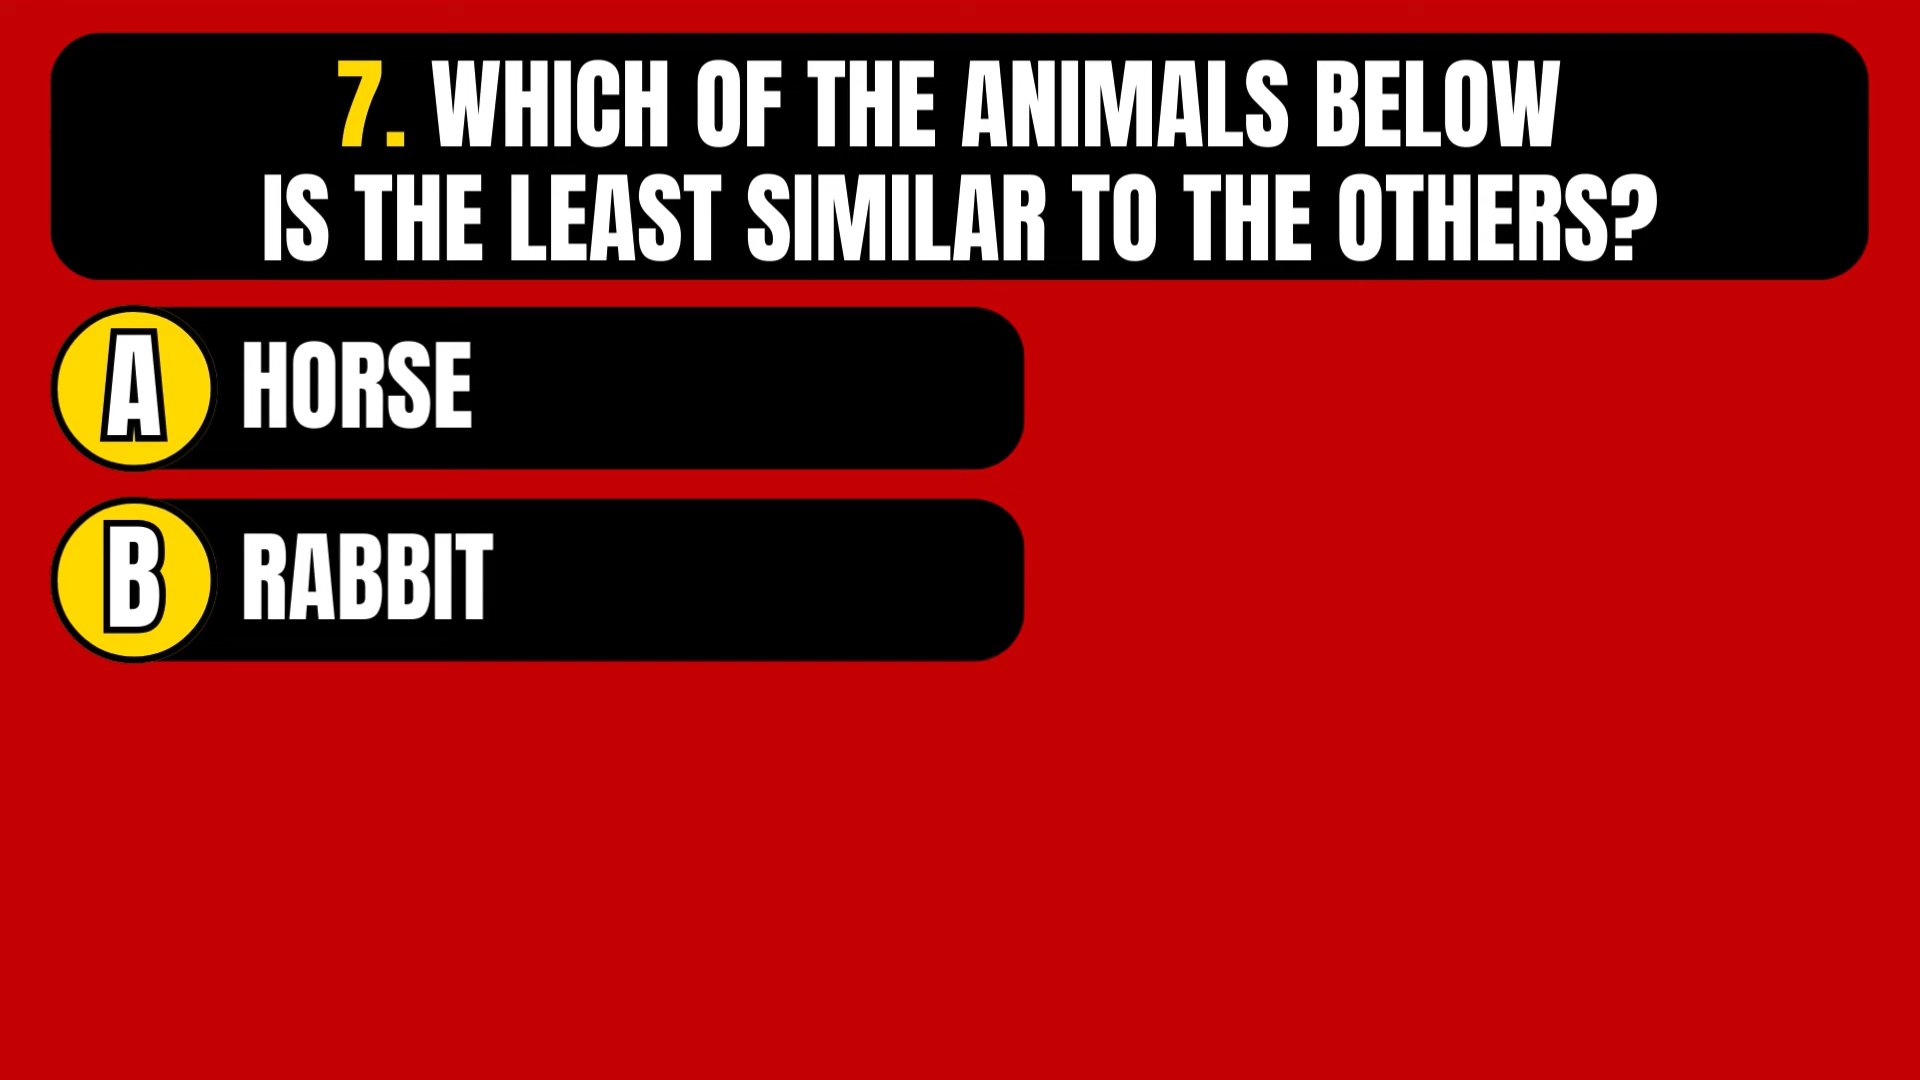 7. WHICH OF THE ANIMALS BELOW
IS THE LEAST SIMILAR TO THE OTHERS?
A HORSE
B RABBIT